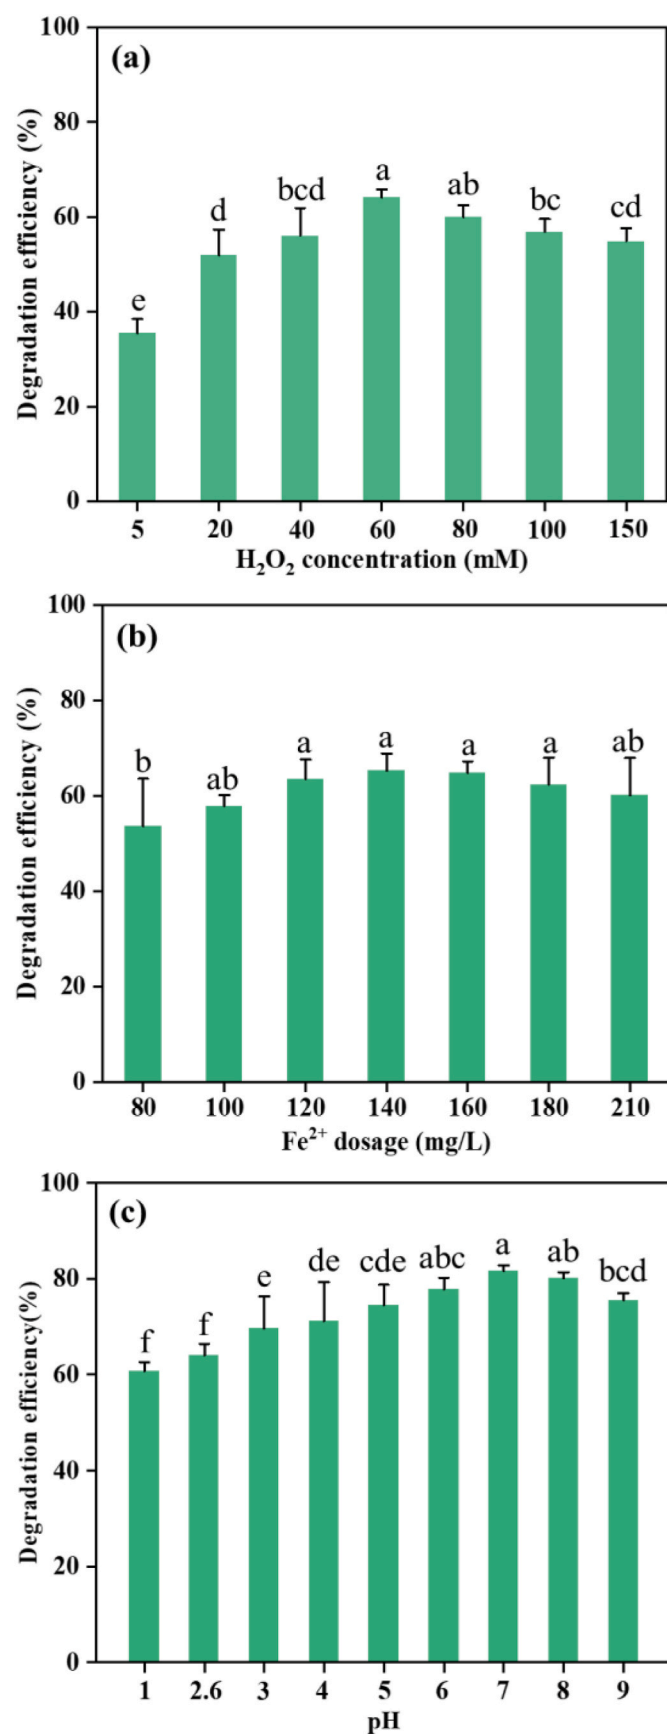 (a)
Degradation efficiency (%)
100
80
60
40
20
0
e
d
bcd
a
ab
bc
cd
5 20 40 60 80 100 150
H₂O₂ concentration (mM)
(b)
Degradation efficiency (%)
100
80
60
40
20
0
b
ab
a
a
a
a
ab
80 100 120 140 160 180 210
Fe²⁺ dosage (mg/L)
(c)
Degradation efficiency(%)
100
80
60
40
20
0
f
f
e
de
cde
abc
a
ab
bcd
1 2.6 3 4 5 6 7 8 9
pH